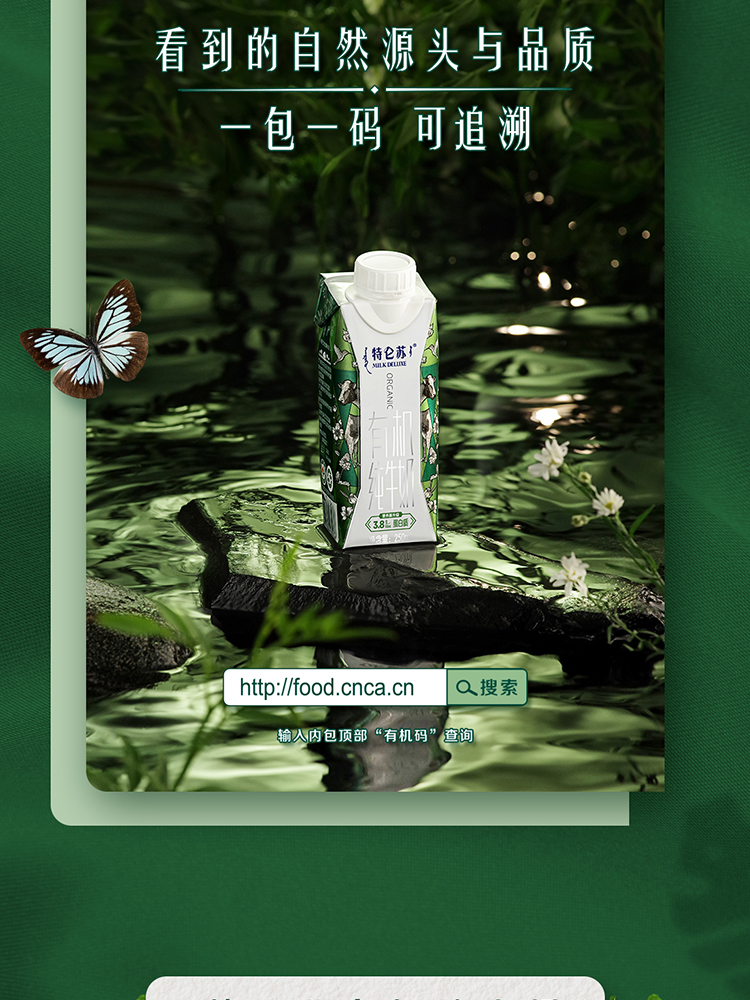 看到的自然源头与品质
一包一码 可追溯
特仑苏
MILK DELUXE
ORGANIC
有机
纯牛奶
3.8
蛋白质
http://food.cnca.cn
搜索
输入内包顶部“有机码”查询